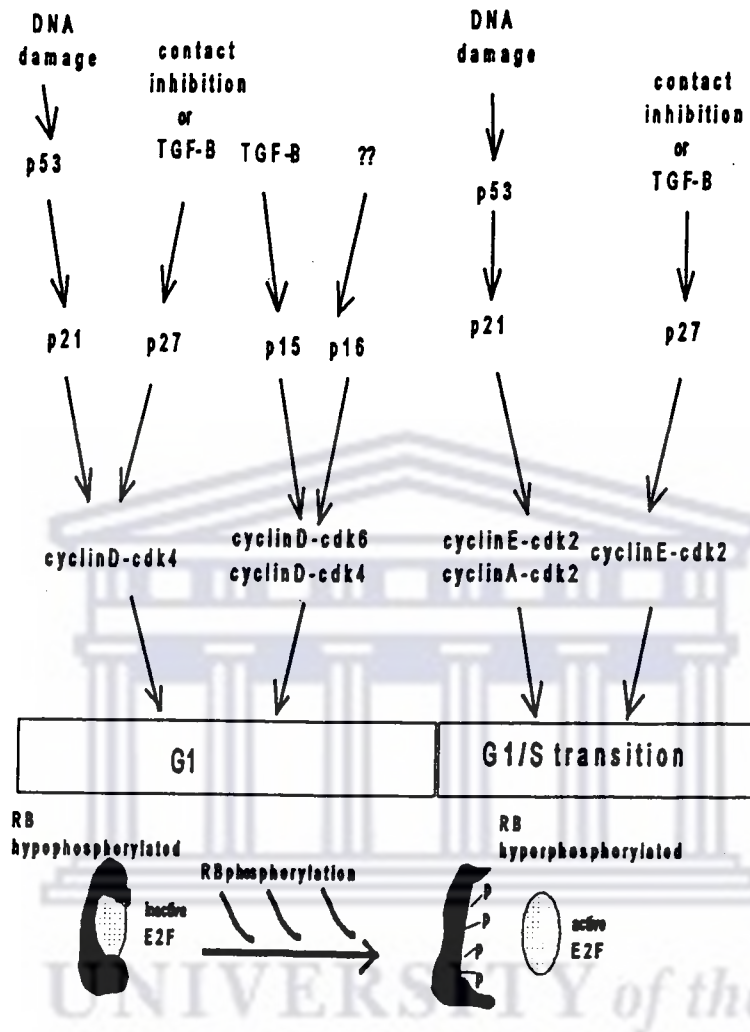 DNA
damage
contact
inhibition
or
TGF-B
TGF-B
??
p53
p21
p27
p15
p16
DNA
damage
contact
inhibition
or
TGF-B
p53
p21
p27
cyclinD-cdk4
cyclinD-cdk6
cyclinD-cdk4
cyclinE-cdk2
cyclinA-cdk2
cyclinE-cdk2
G1
G1/S transition
RB
hypophosphorylated
inactive
E2F
RBphosphorylation
RB
hyperphosphorylated
P
P
P
P
active
E2F
UNIVERSITY of the